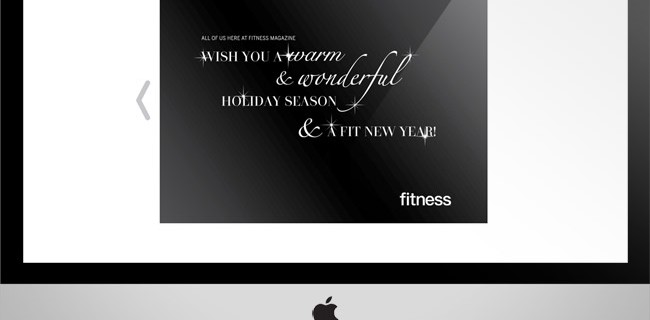 ALL OF US HERE AT FITNESS MAGAZINE
WISH YOU A warm
& wonderful
HOLIDAY SEASON
& A FIT NEW YEAR!
fitness